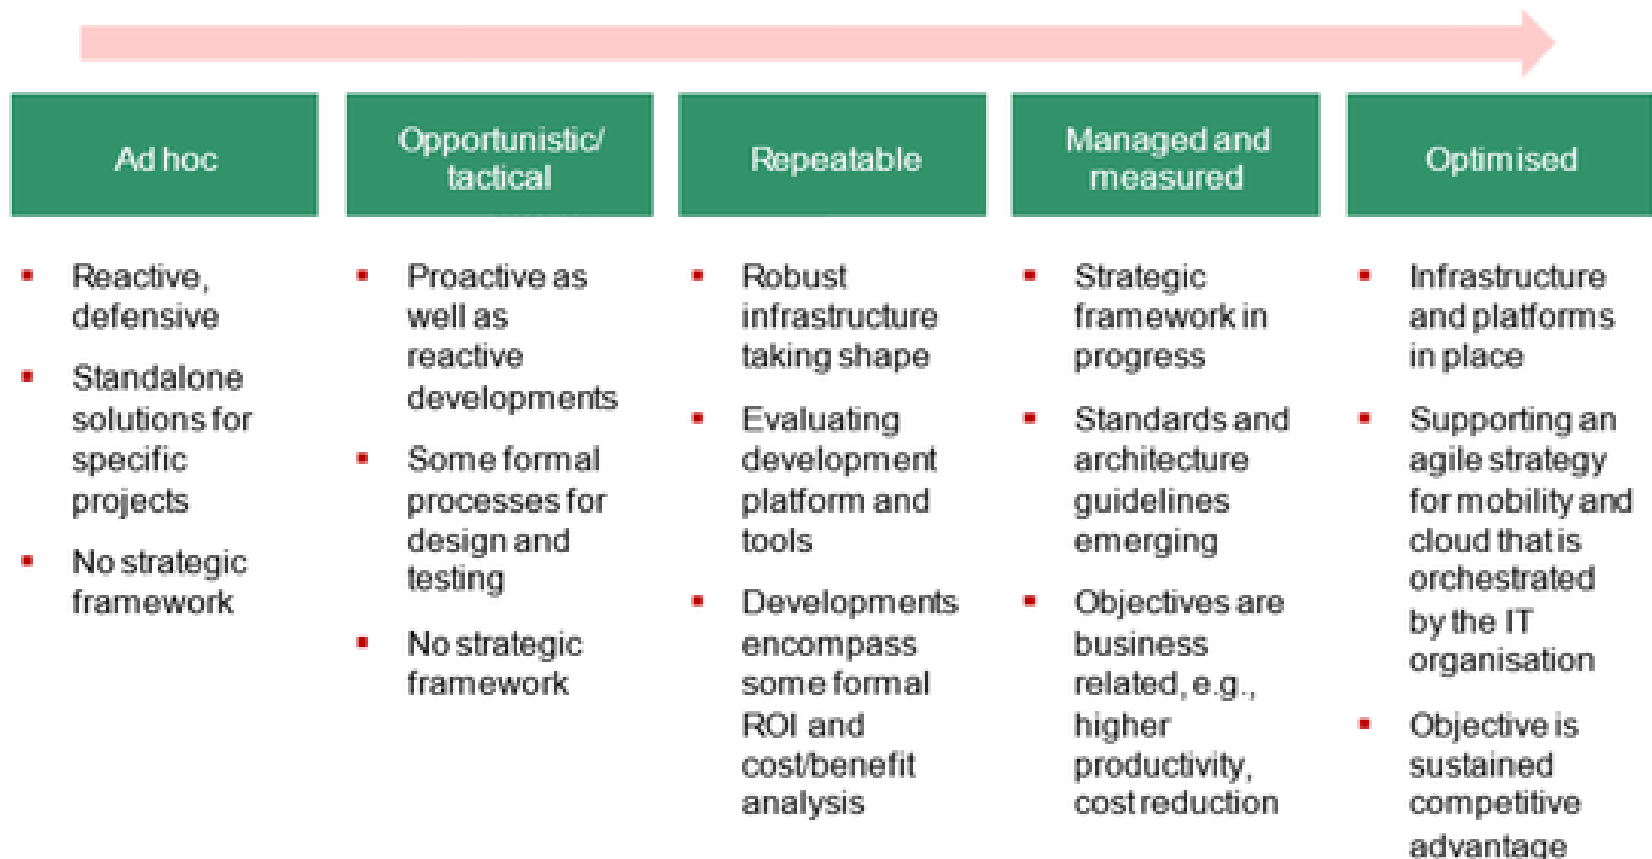 Ad hoc
Opportunistic/
tactical
Repeatable
Managed and
measured
Optimised
Reactive,
defensive
Standalone
solutions for
specific
projects
No strategic
framework
Proactive as
well as
reactive
developments
Some formal
processes for
design and
testing
No strategic
framework
Robust
infrastructure
taking shape
Evaluating
development
platform and
tools
Developments
encompass
some formal
ROI and
cost/benefit
analysis
Strategic
framework in
progress
Standards and
architecture
guidelines
emerging
Objectives are
business
related, e.g.,
higher
productivity,
cost reduction
Infrastructure
and platforms
in place
Supporting an
agile strategy
for mobility and
cloud that is
orchestrated
by the IT
organisation
Objective is
sustained
competitive
advantage